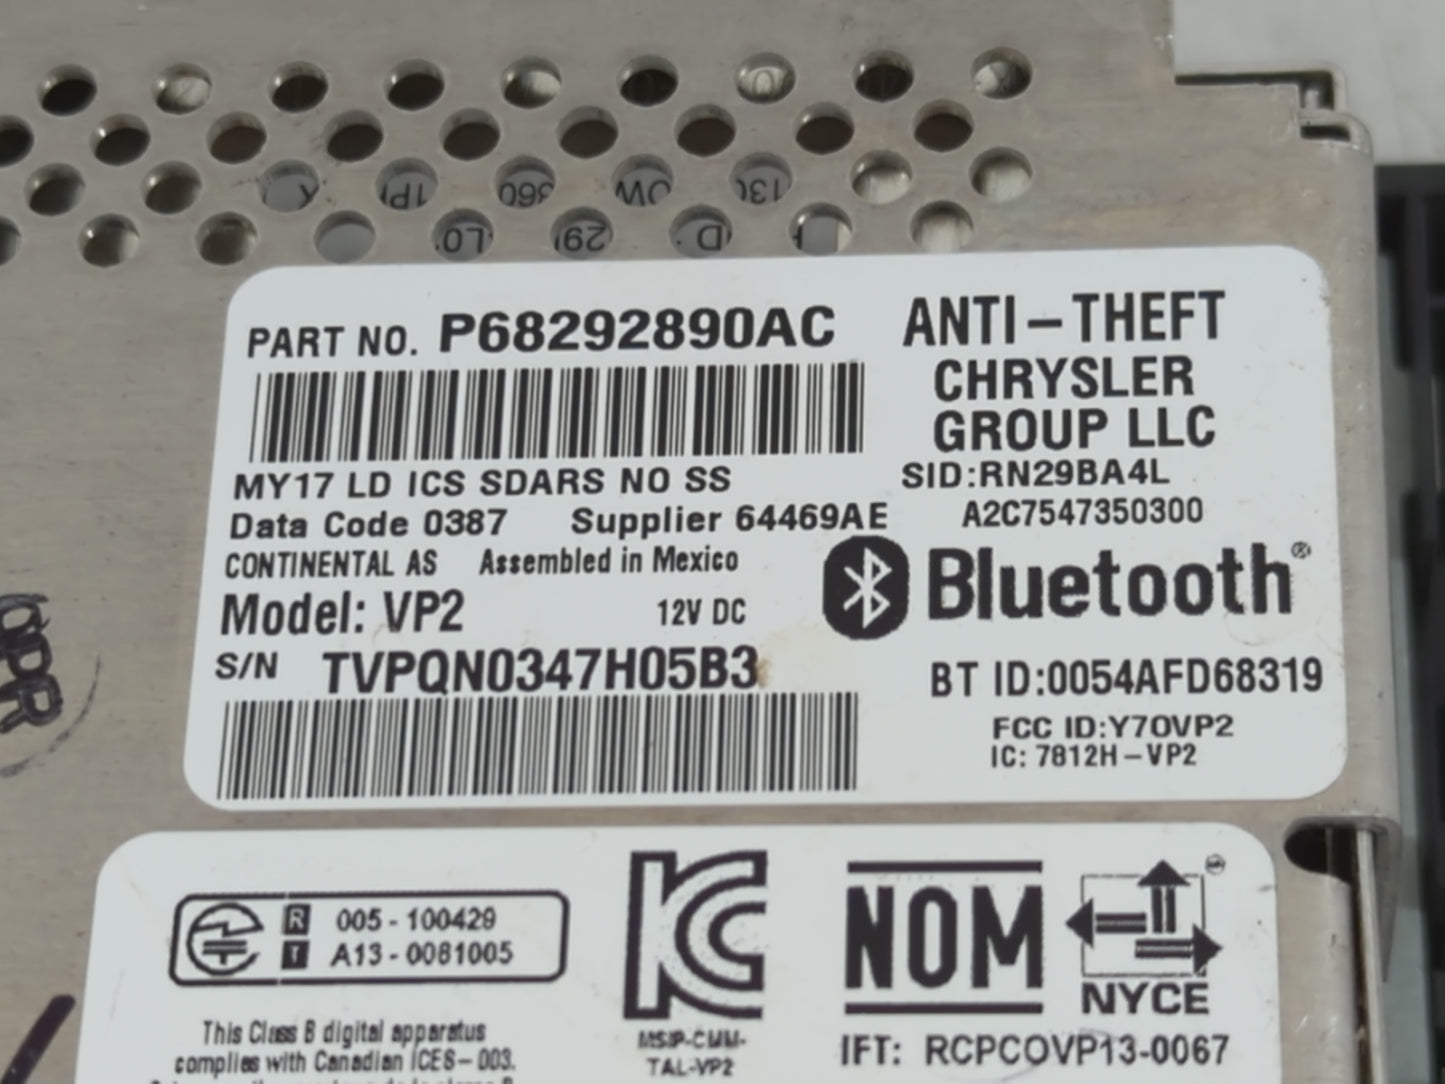 PART NO. P68292890AC
MY17 LD ICS SDARS NO SS
Data Code 0387 Supplier 64469AE
CONTINENTAL AS Assembled in Mexico
Model: VP2 12V DC
S/N TVPQN0347H05B3
ANTI-THEFT
CHRYSLER
GROUP LLC
SID:RN29BA4L
A2C7547350300
Bluetooth®
BT ID:0054AFD68319
FCC ID:Y7OVP2
IC: 7812H-VP2
R 005-100429
T A13-0081005
This Class B digital apparatus
complies with Canadian ICES-003.
MSIP-CMM-
TAL-VP2
NOM
NYCE
IFT: RCPCOVP13-0067